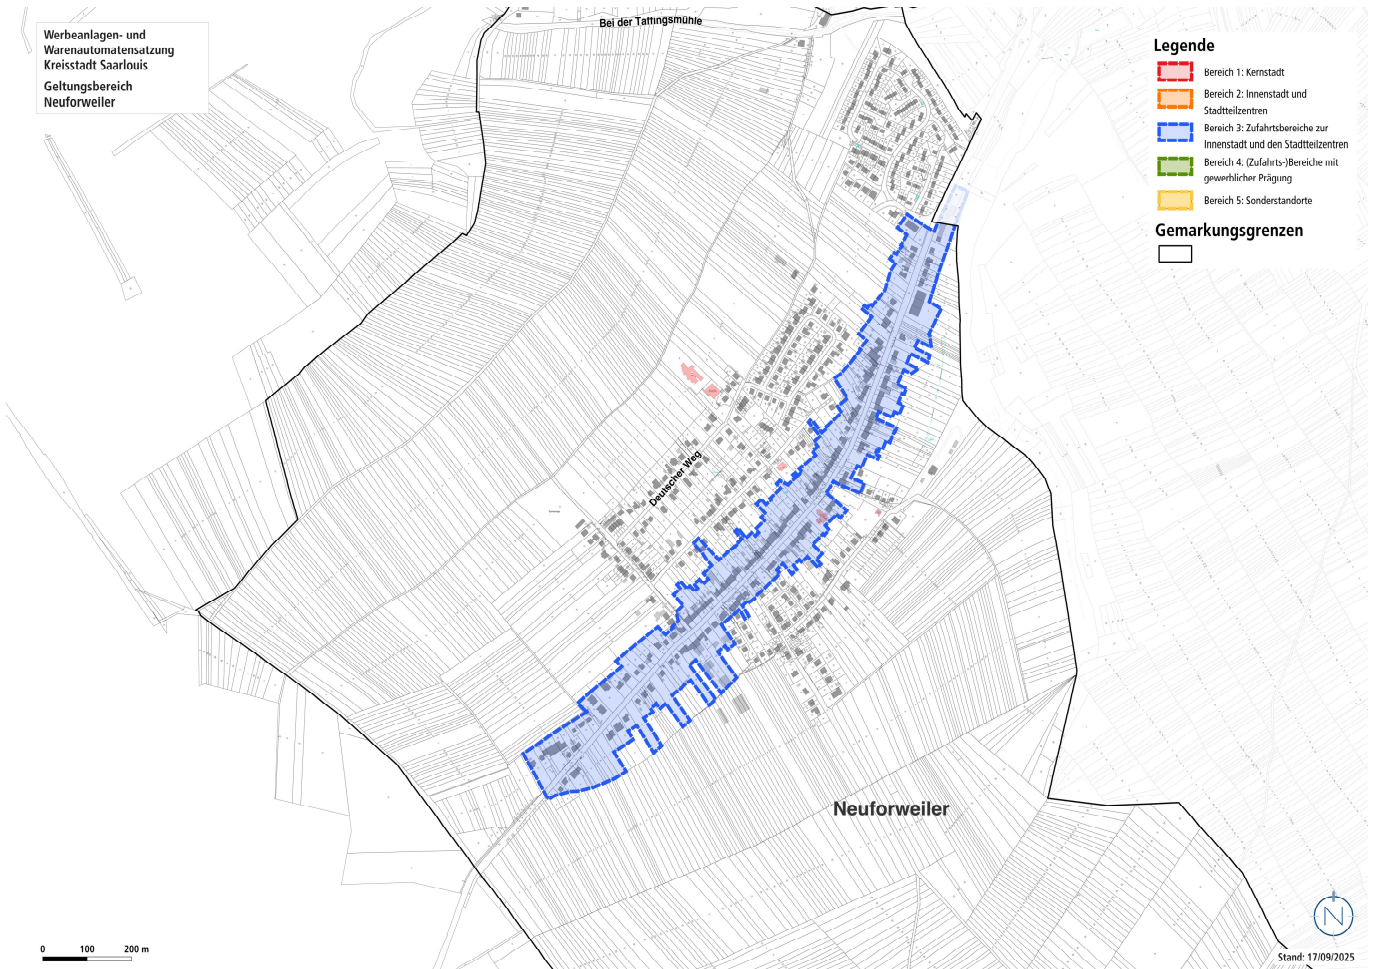 Bei der Taffingsmühle
Werbeanlagen- und
Warenautomatensatzung
Kreisstadt Saarlouis
Geltungsbereich
Neuforweiler
Legende
Bereich 1: Kernstadt
Bereich 2: Innenstadt und
Stadtteilzentren
Bereich 3: Zufahrtsbereiche zur
Innenstadt und den Stadtteilzentren
Bereich 4: (Zufahrts-)Bereiche mit
gewerblicher Prägung
Bereich 5: Sonderstandorte
Gemarkungsgrenzen
Deutscher Weg
Neuforweiler
N
0 100 200 m
Stand: 17/09/2025